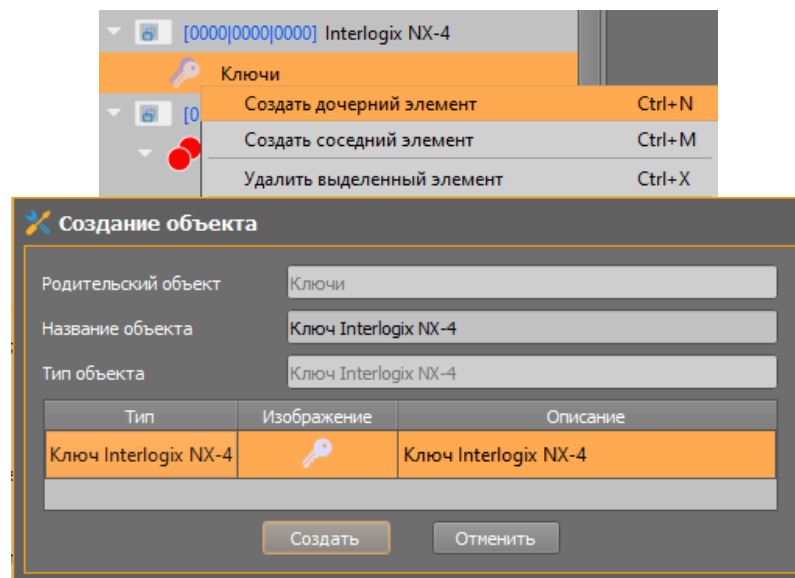 [0000|0000|0000] Interlogix NX-4
Ключи
[0
Создать дочерний элемент Ctrl+N
Создать соседний элемент Ctrl+M
Удалить выделенный элемент Ctrl+X
Создание объекта
Родительский объект Ключи
Название объекта Ключ Interlogix NX-4
Тип объекта Ключ Interlogix NX-4
Тип Изображение Описание
Ключ Interlogix NX-4 Ключ Interlogix NX-4
Создать Отменить